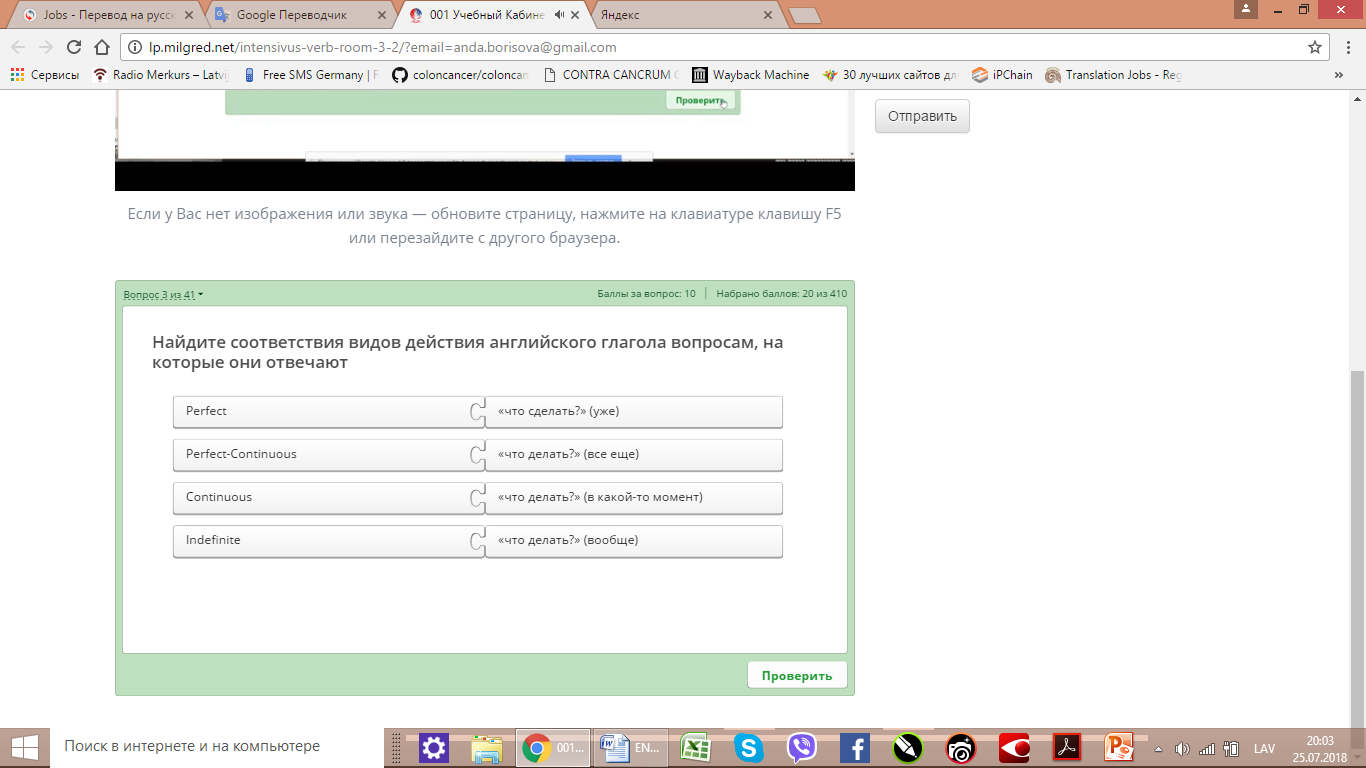 Jobs - Перевод на русск
Google Переводчик
001 Учебный Кабине
Яндекс
lp.milgred.net/intensivus-verb-room-3-2/?email=anda.borisova@gmail.com
Сервисы
Radio Merkurs – Latvij
Free SMS Germany | F
coloncancer/coloncan
CONTRA CANCRUM C
Wayback Machine
30 лучших сайтов для
iPChain
Translation Jobs - Reg
»
Проверить
Отправить
Если у Вас нет изображения или звука — обновите страницу, нажмите на клавиатуре клавишу F5
или перезайдите с другого браузера.
Вопрос 3 из 41
Баллы за вопрос: 10 | Набрано баллов: 20 из 410
Найдите соответствия видов действия английского глагола вопросам, на
которые они отвечают
Perfect
«что сделать?» (уже)
Perfect-Continuous
«что делать?» (все еще)
Continuous
«что делать?» (в какой-то момент)
Indefinite
«что делать?» (вообще)
Проверить
Поиск в интернете и на компьютере
001...
EN...
LAV
20:03
25.07.2018